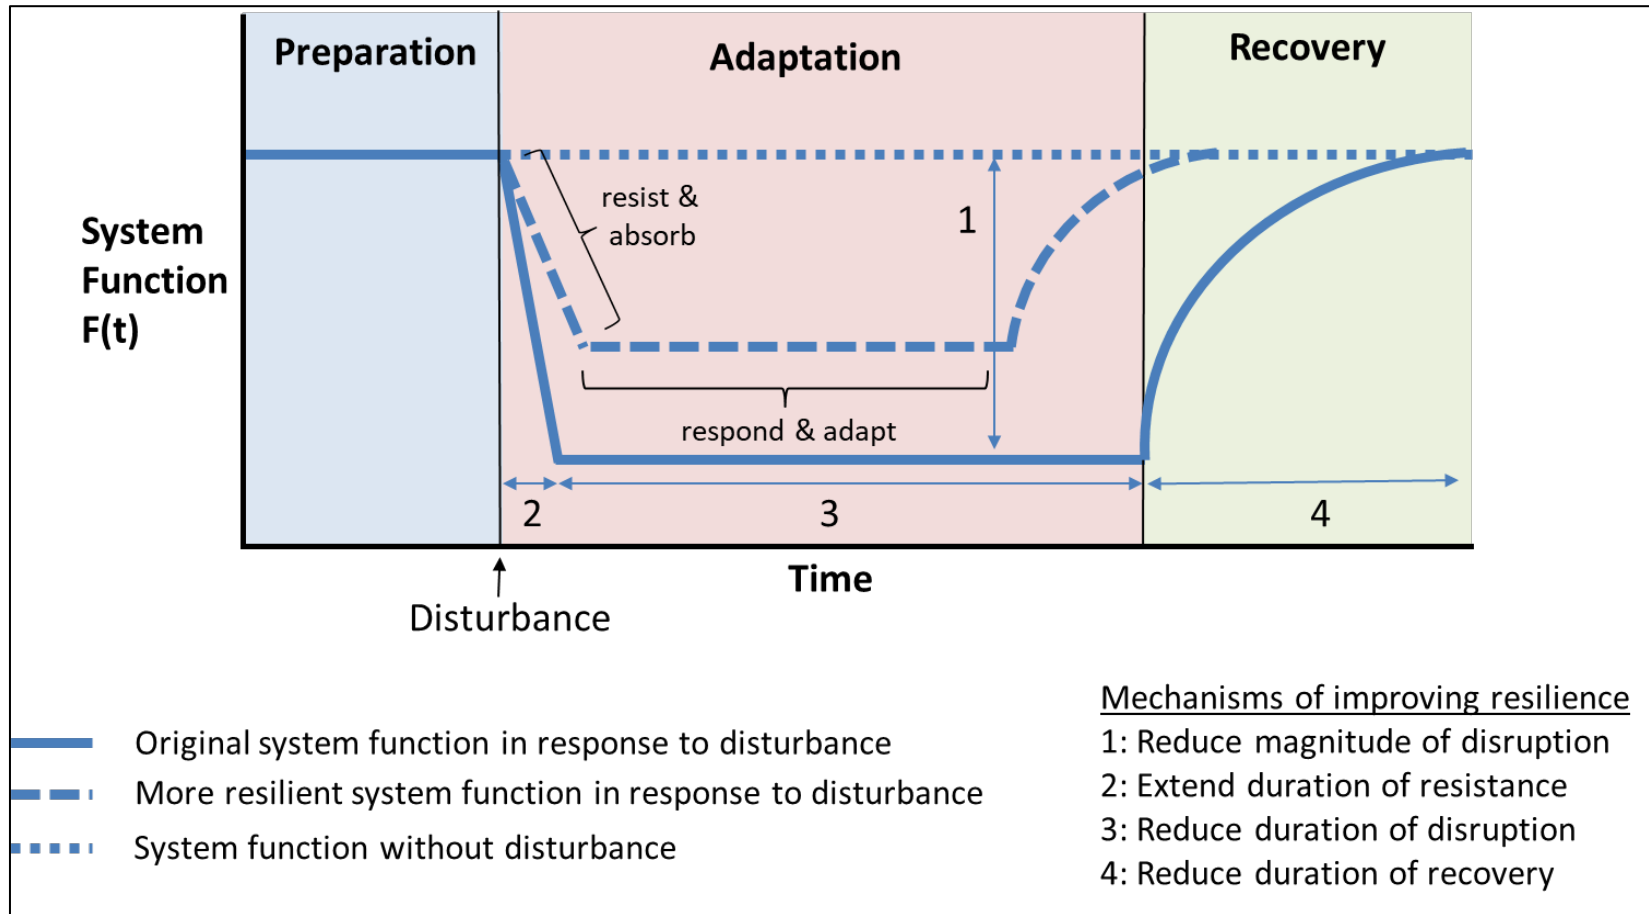 Preparation
Adaptation
Recovery
System
Function
F(t)
resist &
absorb
1
respond & adapt
2
3
4
Time
Disturbance
Original system function in response to disturbance
More resilient system function in response to disturbance
System function without disturbance
Mechanisms of improving resilience
1: Reduce magnitude of disruption
2: Extend duration of resistance
3: Reduce duration of disruption
4: Reduce duration of recovery